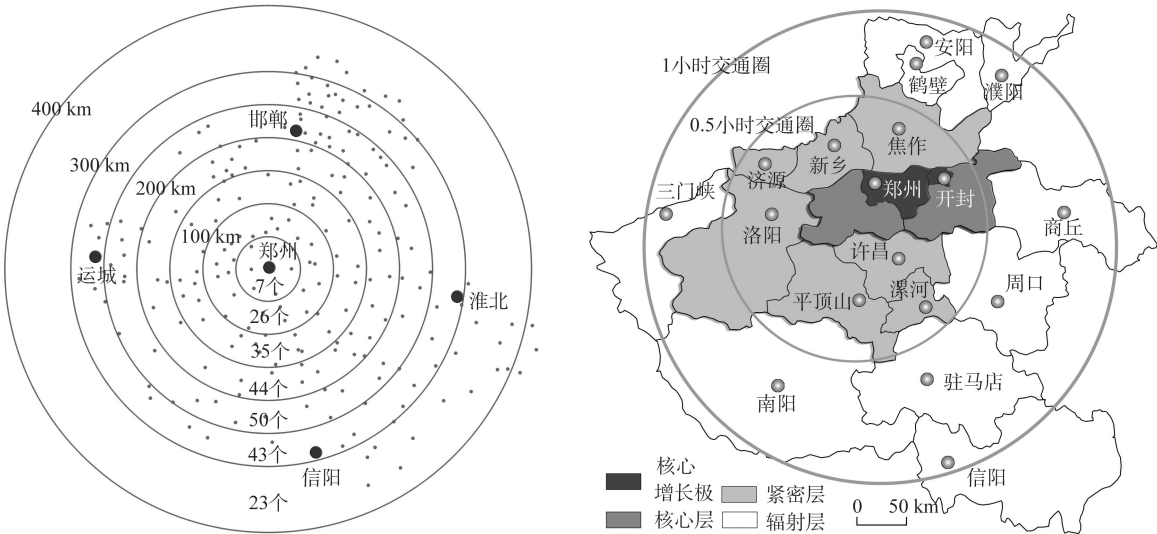 400 km
300 km
200 km
100 km
邯郸
郑州
运城
淮北
信阳
7个
26个
35个
44个
50个
43个
23个
1小时交通圈
0.5小时交通圈
安阳
鹤壁
濮阳
焦作
新乡
济源
三门峡
郑州
开封
洛阳
商丘
许昌
漯河
平顶山
周口
驻马店
南阳
信阳
核心
增长极
紧密层
核心层
辐射层
0 50 km